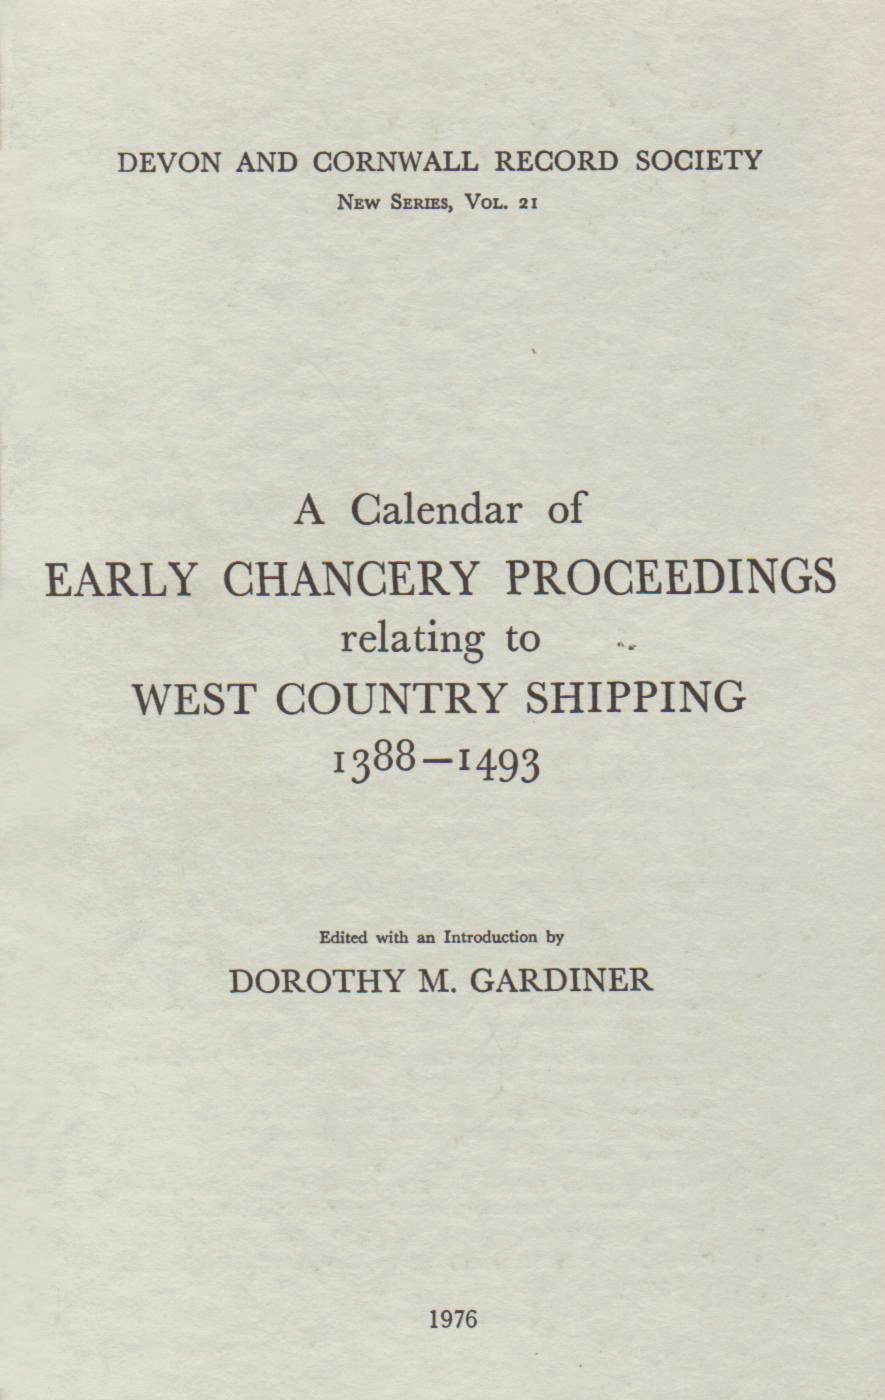 DEVON AND CORNWALL RECORD SOCIETY
New Series, Vol. 21
A Calendar of
EARLY CHANCERY PROCEEDINGS
relating to
WEST COUNTRY SHIPPING
1388–1493
Edited with an Introduction by
DOROTHY M. GARDINER
1976